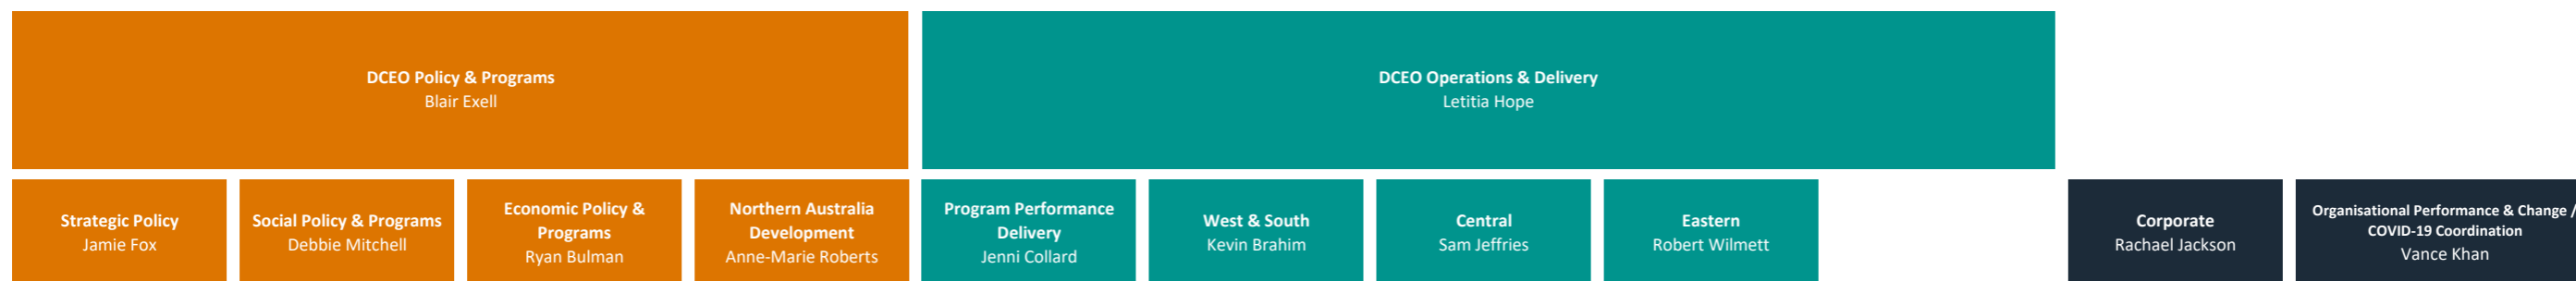 DCEO Policy & Programs
Blair Exell
DCEO Operations & Delivery
Letitia Hope
Strategic Policy
Jamie Fox
Social Policy & Programs
Debbie Mitchell
Economic Policy &
Programs
Ryan Bulman
Northern Australia
Development
Anne-Marie Roberts
Program Performance
Delivery
Jenni Collard
West & South
Kevin Brahim
Central
Sam Jeffries
Eastern
Robert Wilmett
Corporate
Rachael Jackson
Organisational Performance & Change /
COVID-19 Coordination
Vance Khan